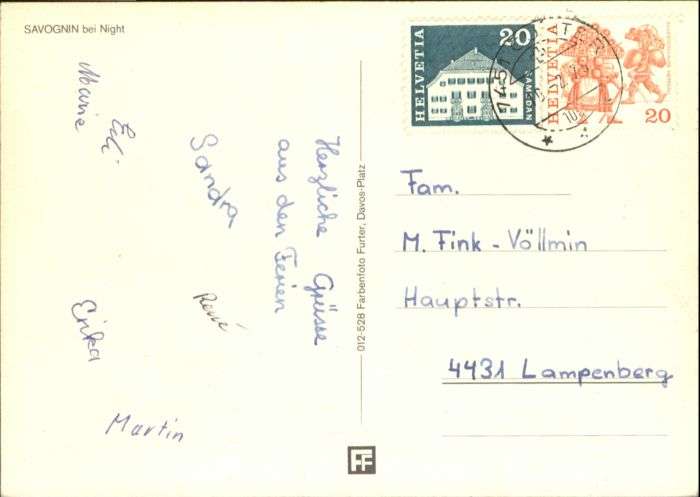 SAVOGNIN bei Night
Herzliche Grüsse
aus den Ferien
Sandra
René
Marie
Erika
Martin
012-528 Farbenfoto Furter, Davos-Platz
FF
HELVETIA 20
SAMEDAN
HELVETIA
20
Fam.
M. Fink - Völlmin
Hauptstr.
4431 Lampenberg